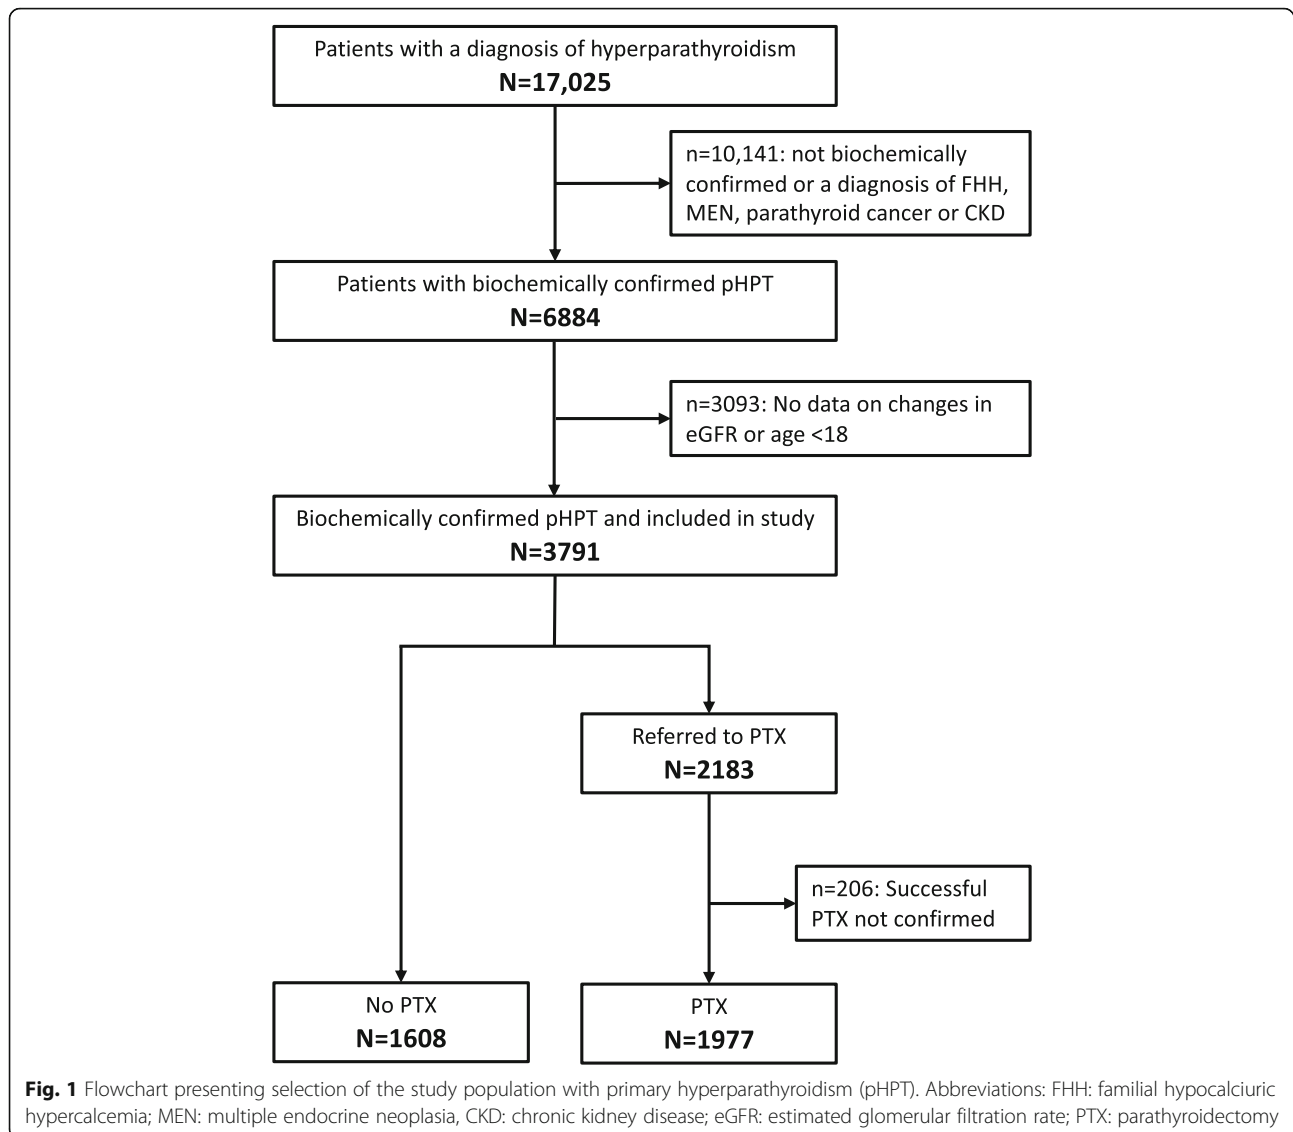 Patients with a diagnosis of hyperparathyroidism
N=17,025
n=10,141: not biochemically
confirmed or a diagnosis of FHH,
MEN, parathyroid cancer or CKD
Patients with biochemically confirmed pHPT
N=6884
n=3093: No data on changes in
eGFR or age <18
Biochemically confirmed pHPT and included in study
N=3791
Referred to PTX
N=2183
n=206: Successful
PTX not confirmed
No PTX
N=1608
PTX
N=1977
Fig. 1 Flowchart presenting selection of the study population with primary hyperparathyroidism (pHPT). Abbreviations: FHH: familial hypocalciuric
hypercalcemia; MEN: multiple endocrine neoplasia, CKD: chronic kidney disease; eGFR: estimated glomerular filtration rate; PTX: parathyroidectomy